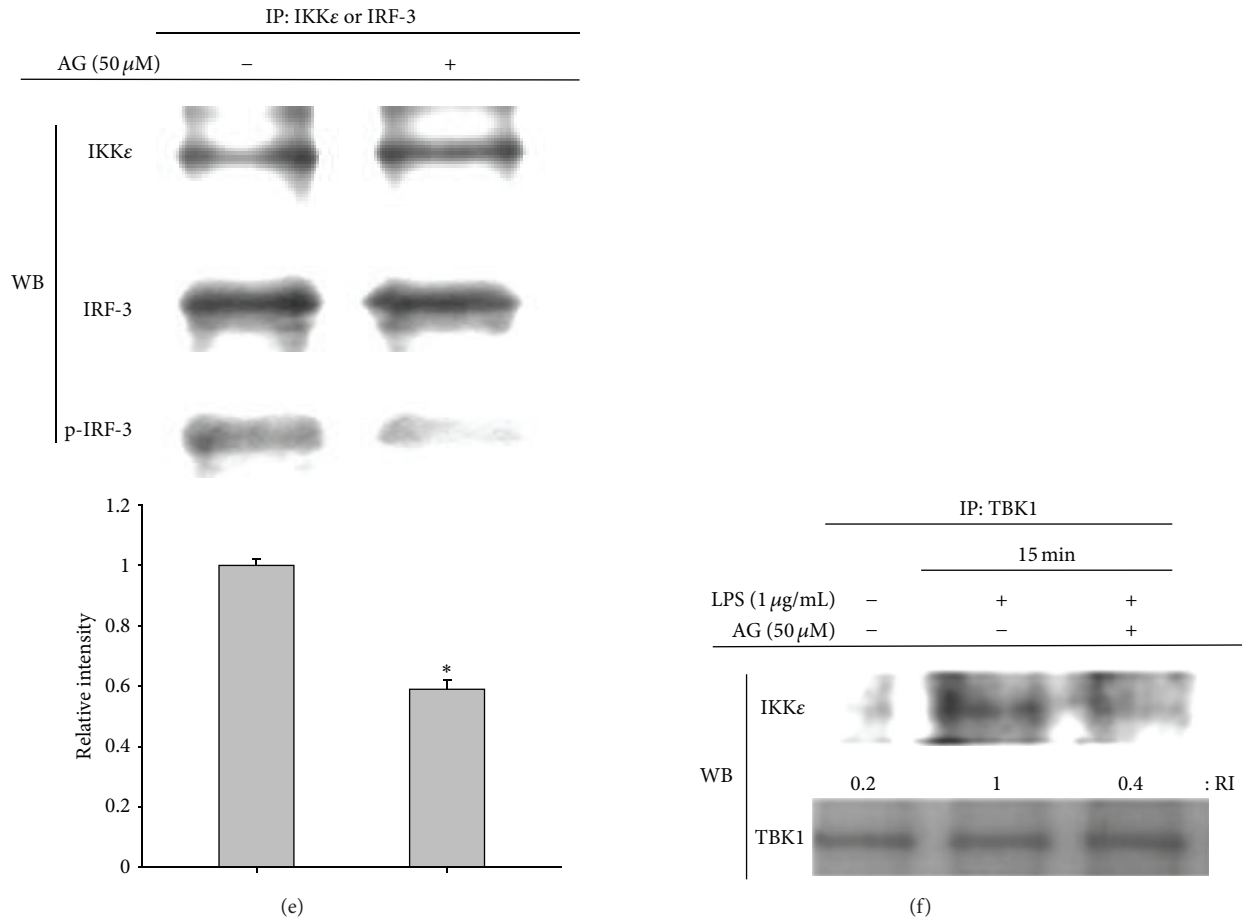 IP: IKKε or IRF-3
AG (50 μM) − +
IKKε
WB
IRF-3
p-IRF-3
1.2
1
0.8
0.6
0.4
0.2
0
Relative intensity
*
(e)
IP: TBK1
15 min
LPS (1 μg/mL) − + +
AG (50 μM) − − +
IKKε
WB
0.2 1 0.4 : RI
TBK1
(f)